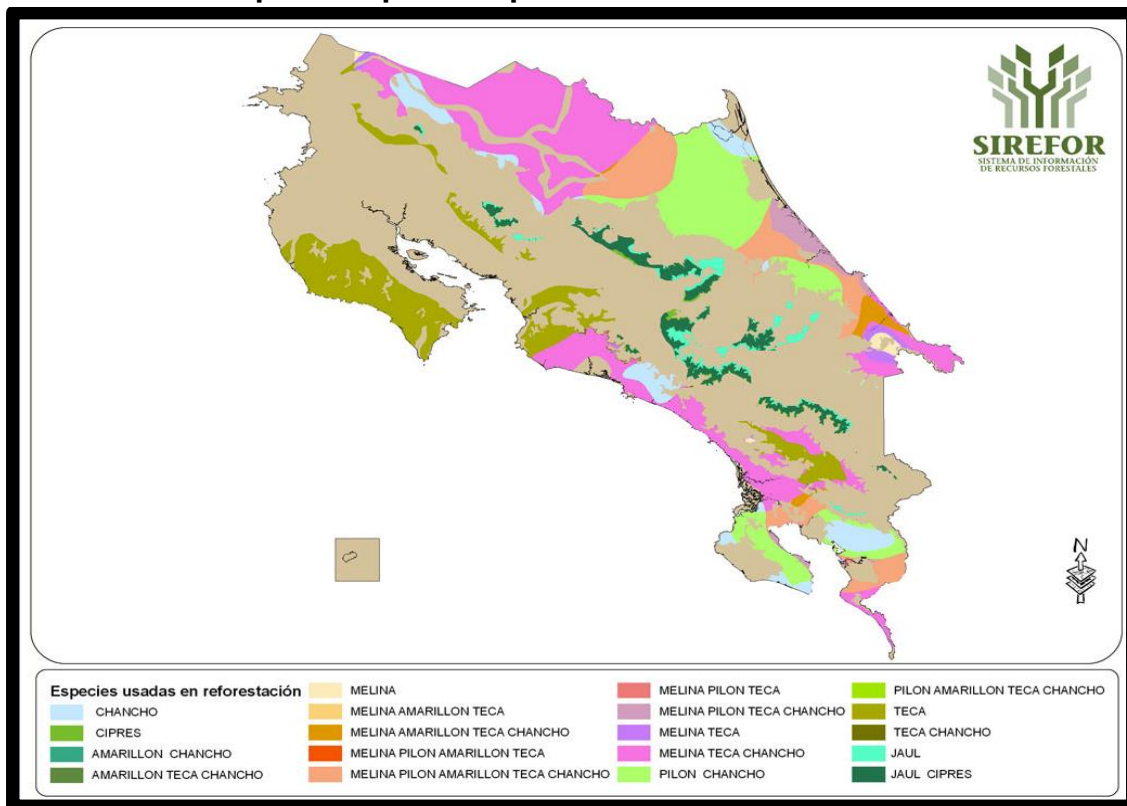 SIREFOR
SISTEMA DE INFORMACIÓN
DE RECURSOS FORESTALES
N
Especies usadas en reforestación
CHANCHO
CIPRES
AMARILLON CHANCHO
AMARILLON TECA CHANCHO
MELINA
MELINA AMARILLON TECA
MELINA AMARILLON TECA CHANCHO
MELINA PILON AMARILLON TECA
MELINA PILON AMARILLON TECA CHANCHO
MELINA PILON TECA
MELINA PILON TECA CHANCHO
MELINA TECA
MELINA TECA CHANCHO
PILON CHANCHO
PILON AMARILLON TECA CHANCHO
TECA
TECA CHANCHO
JAUL
JAUL CIPRES